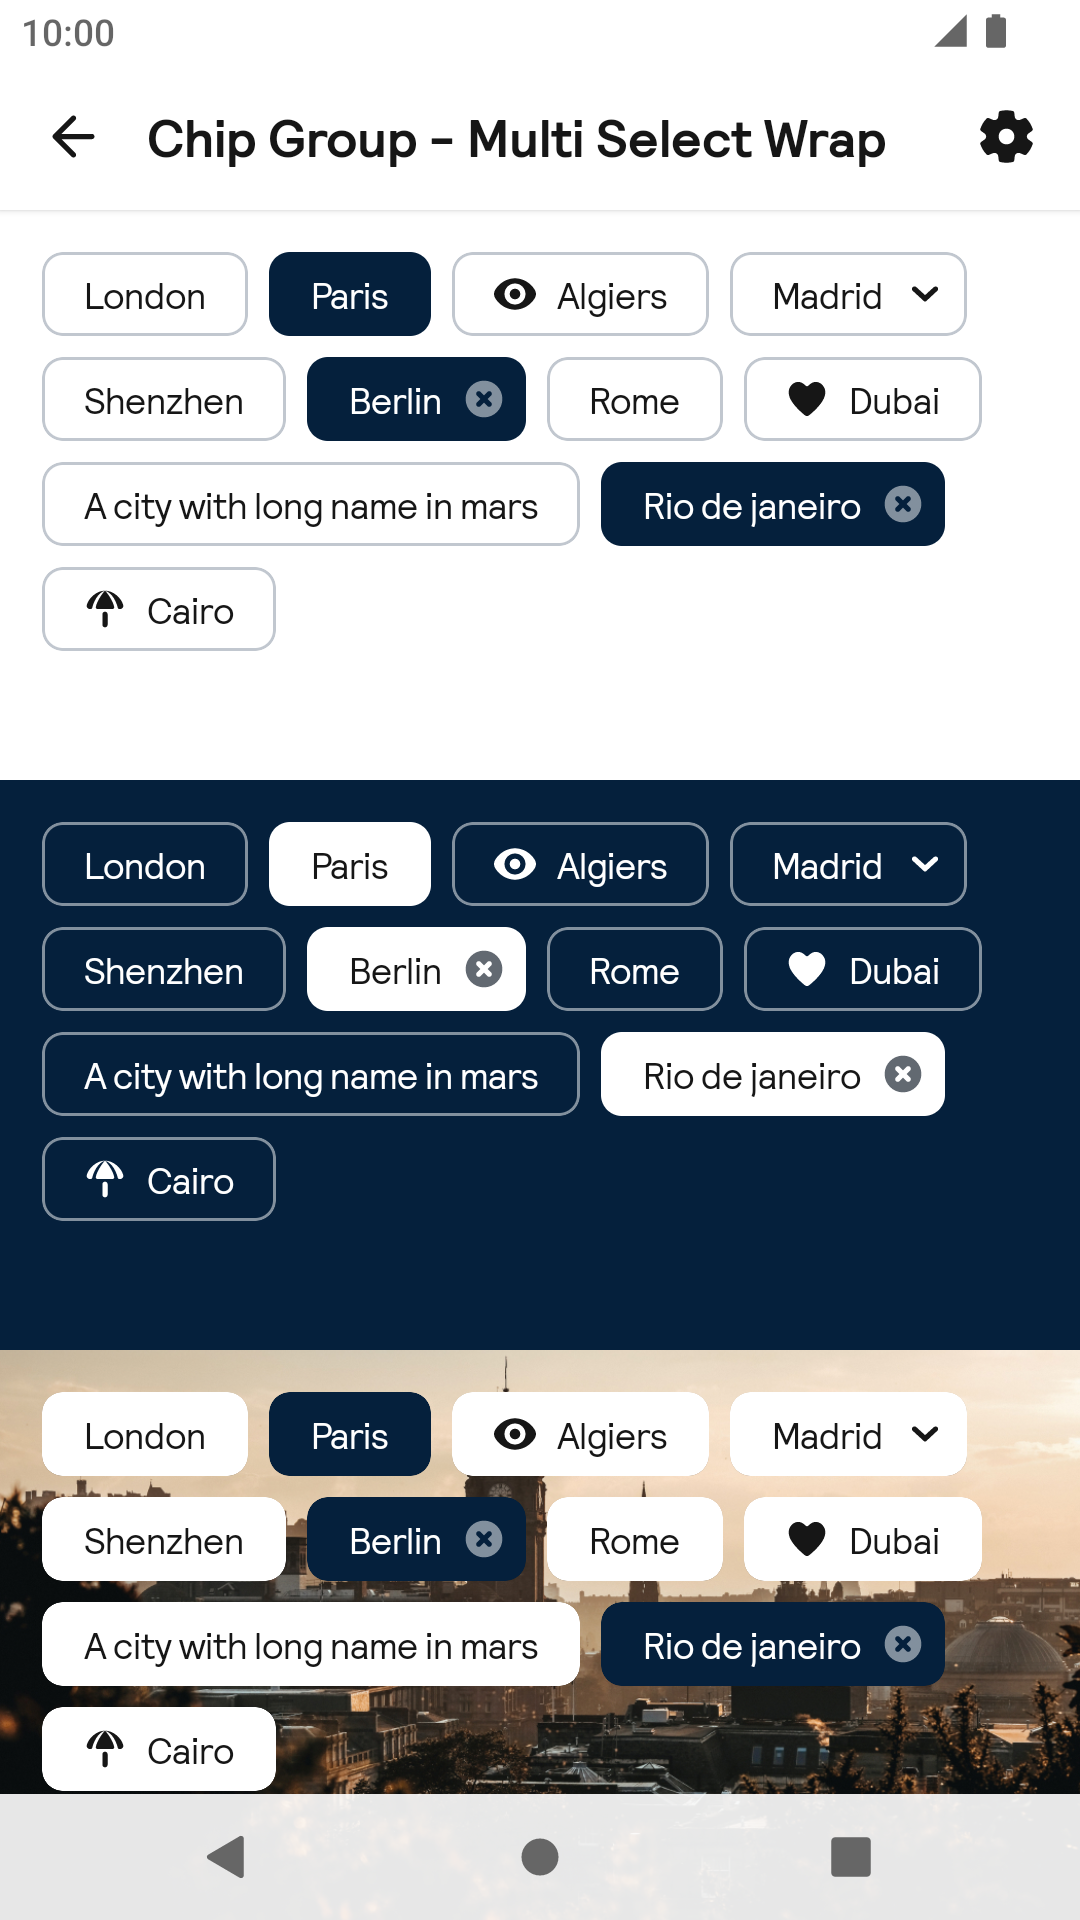 10:00
Chip Group - Multi Select Wrap
London Paris Algiers Madrid
Shenzhen Berlin Rome Dubai
A city with long name in mars Rio de janeiro
Cairo
London Paris Algiers Madrid
Shenzhen Berlin Rome Dubai
A city with long name in mars Rio de janeiro
Cairo
London Paris Algiers Madrid
Shenzhen Berlin Rome Dubai
A city with long name in mars Rio de janeiro
Cairo